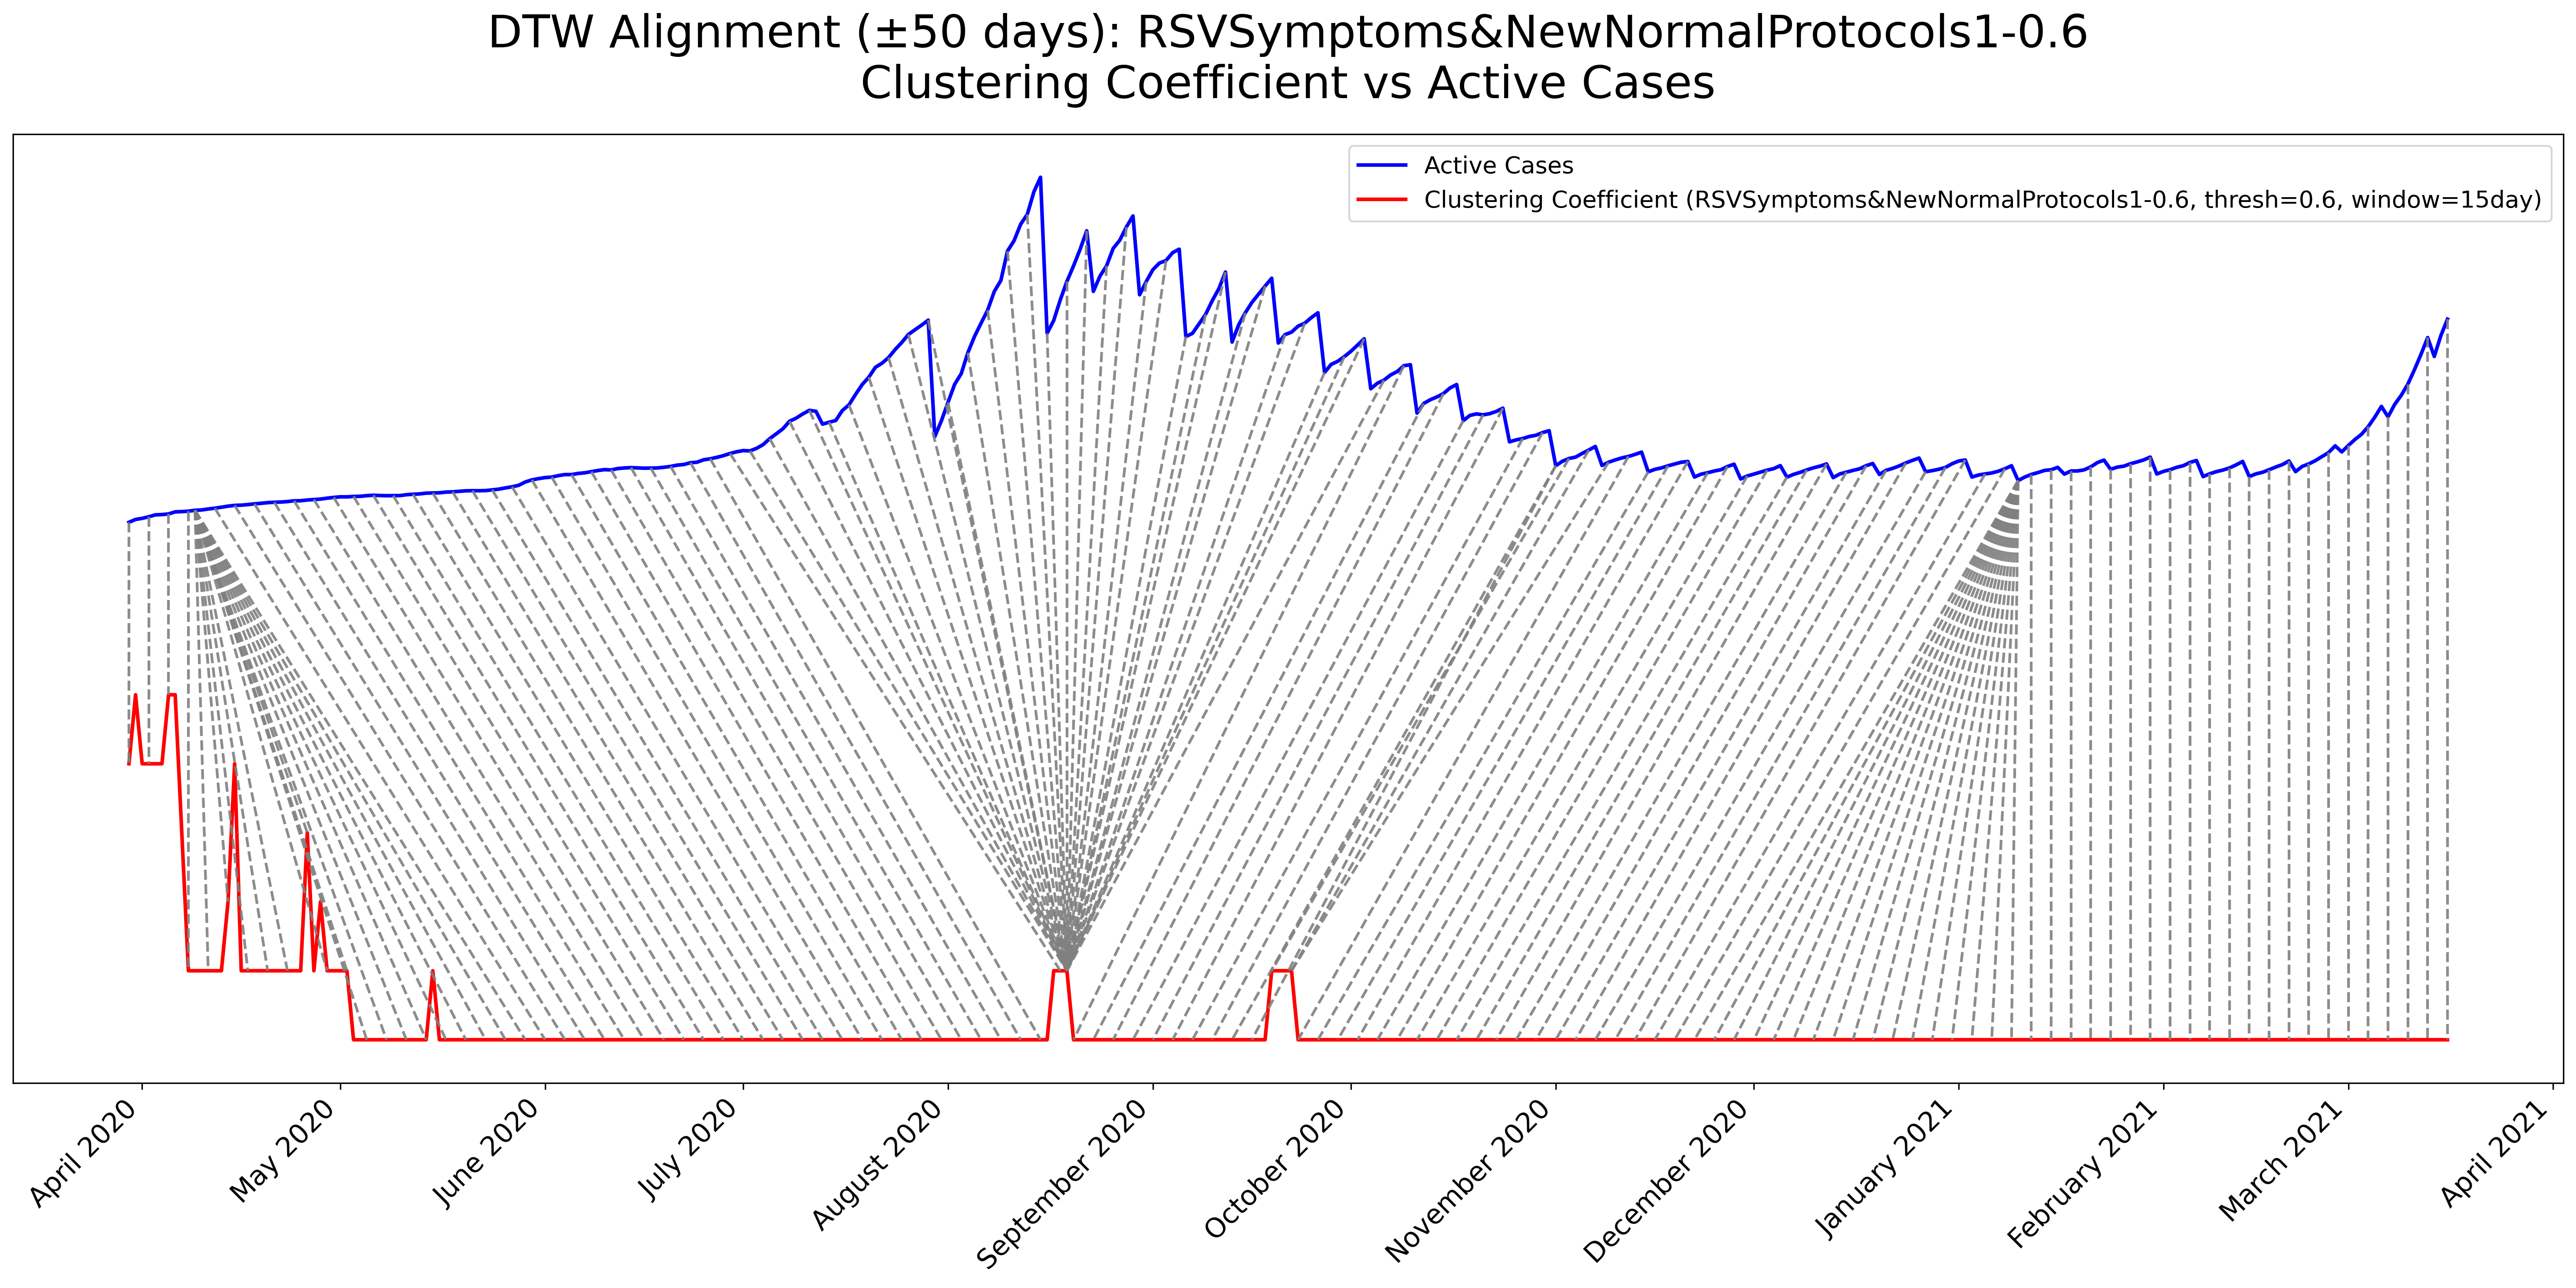 DTW Alignment (±50 days): RSVSymptoms&NewNormalProtocols1-0.6
Clustering Coefficient vs Active Cases
Active Cases
Clustering Coefficient (RSVSymptoms&NewNormalProtocols1-0.6, thresh=0.6, window=15day)
April 2020
May 2020
June 2020
July 2020
August 2020
September 2020
October 2020
November 2020
December 2020
January 2021
February 2021
March 2021
April 2021